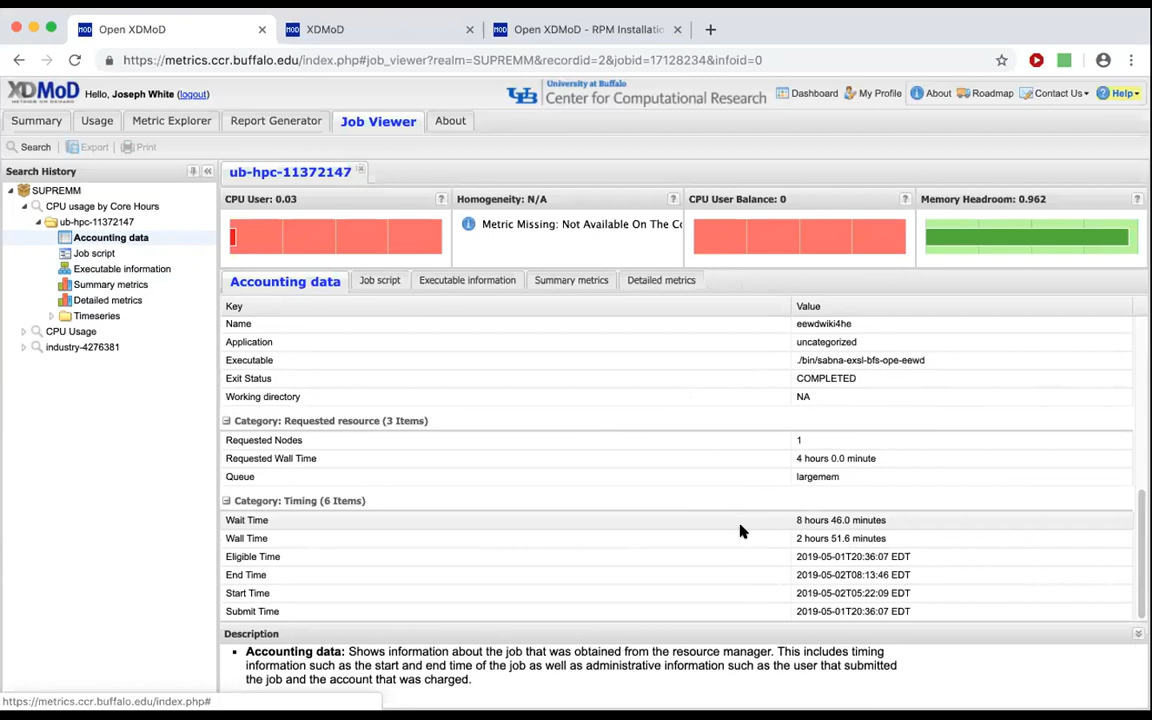 Open XDMoD
XDMoD
Open XDMoD - RPM Installatio
https://metrics.ccr.buffalo.edu/index.php#job_viewer?realm=SUPREMM&recordid=2&jobid=17128234&infoid=0
XDMoD
METRICS ON DEMAND
Hello, Joseph White (logout)
UB
University at Buffalo
Center for Computational Research
Dashboard
My Profile
About
Roadmap
Contact Us
Help
Summary
Usage
Metric Explorer
Report Generator
Job Viewer
About
Search
Export
Print
Search History
SUPREMM
CPU usage by Core Hours
ub-hpc-11372147
Accounting data
Job script
Executable information
Summary metrics
Detailed metrics
Timeseries
CPU Usage
industry-4276381
ub-hpc-11372147
CPU User: 0.03
Homogeneity: N/A
Metric Missing: Not Available On The Co
CPU User Balance: 0
Memory Headroom: 0.962
Accounting data
Job script
Executable information
Summary metrics
Detailed metrics
Key Value
Name eewdwiki4he
Application uncategorized
Executable ./bin/sabna-exsl-bfs-ope-eewd
Exit Status COMPLETED
Working directory NA
Category: Requested resource (3 Items)
Requested Nodes 1
Requested Wall Time 4 hours 0.0 minute
Queue largemem
Category: Timing (6 Items)
Wait Time 8 hours 46.0 minutes
Wall Time 2 hours 51.6 minutes
Eligible Time 2019-05-01T20:36:07 EDT
End Time 2019-05-02T08:13:46 EDT
Start Time 2019-05-02T05:22:09 EDT
Submit Time 2019-05-01T20:36:07 EDT
Description
Accounting data: Shows information about the job that was obtained from the resource manager. This includes timing
information such as the start and end time of the job as well as administrative information such as the user that submitted
the job and the account that was charged.
https://metrics.ccr.buffalo.edu/index.php#